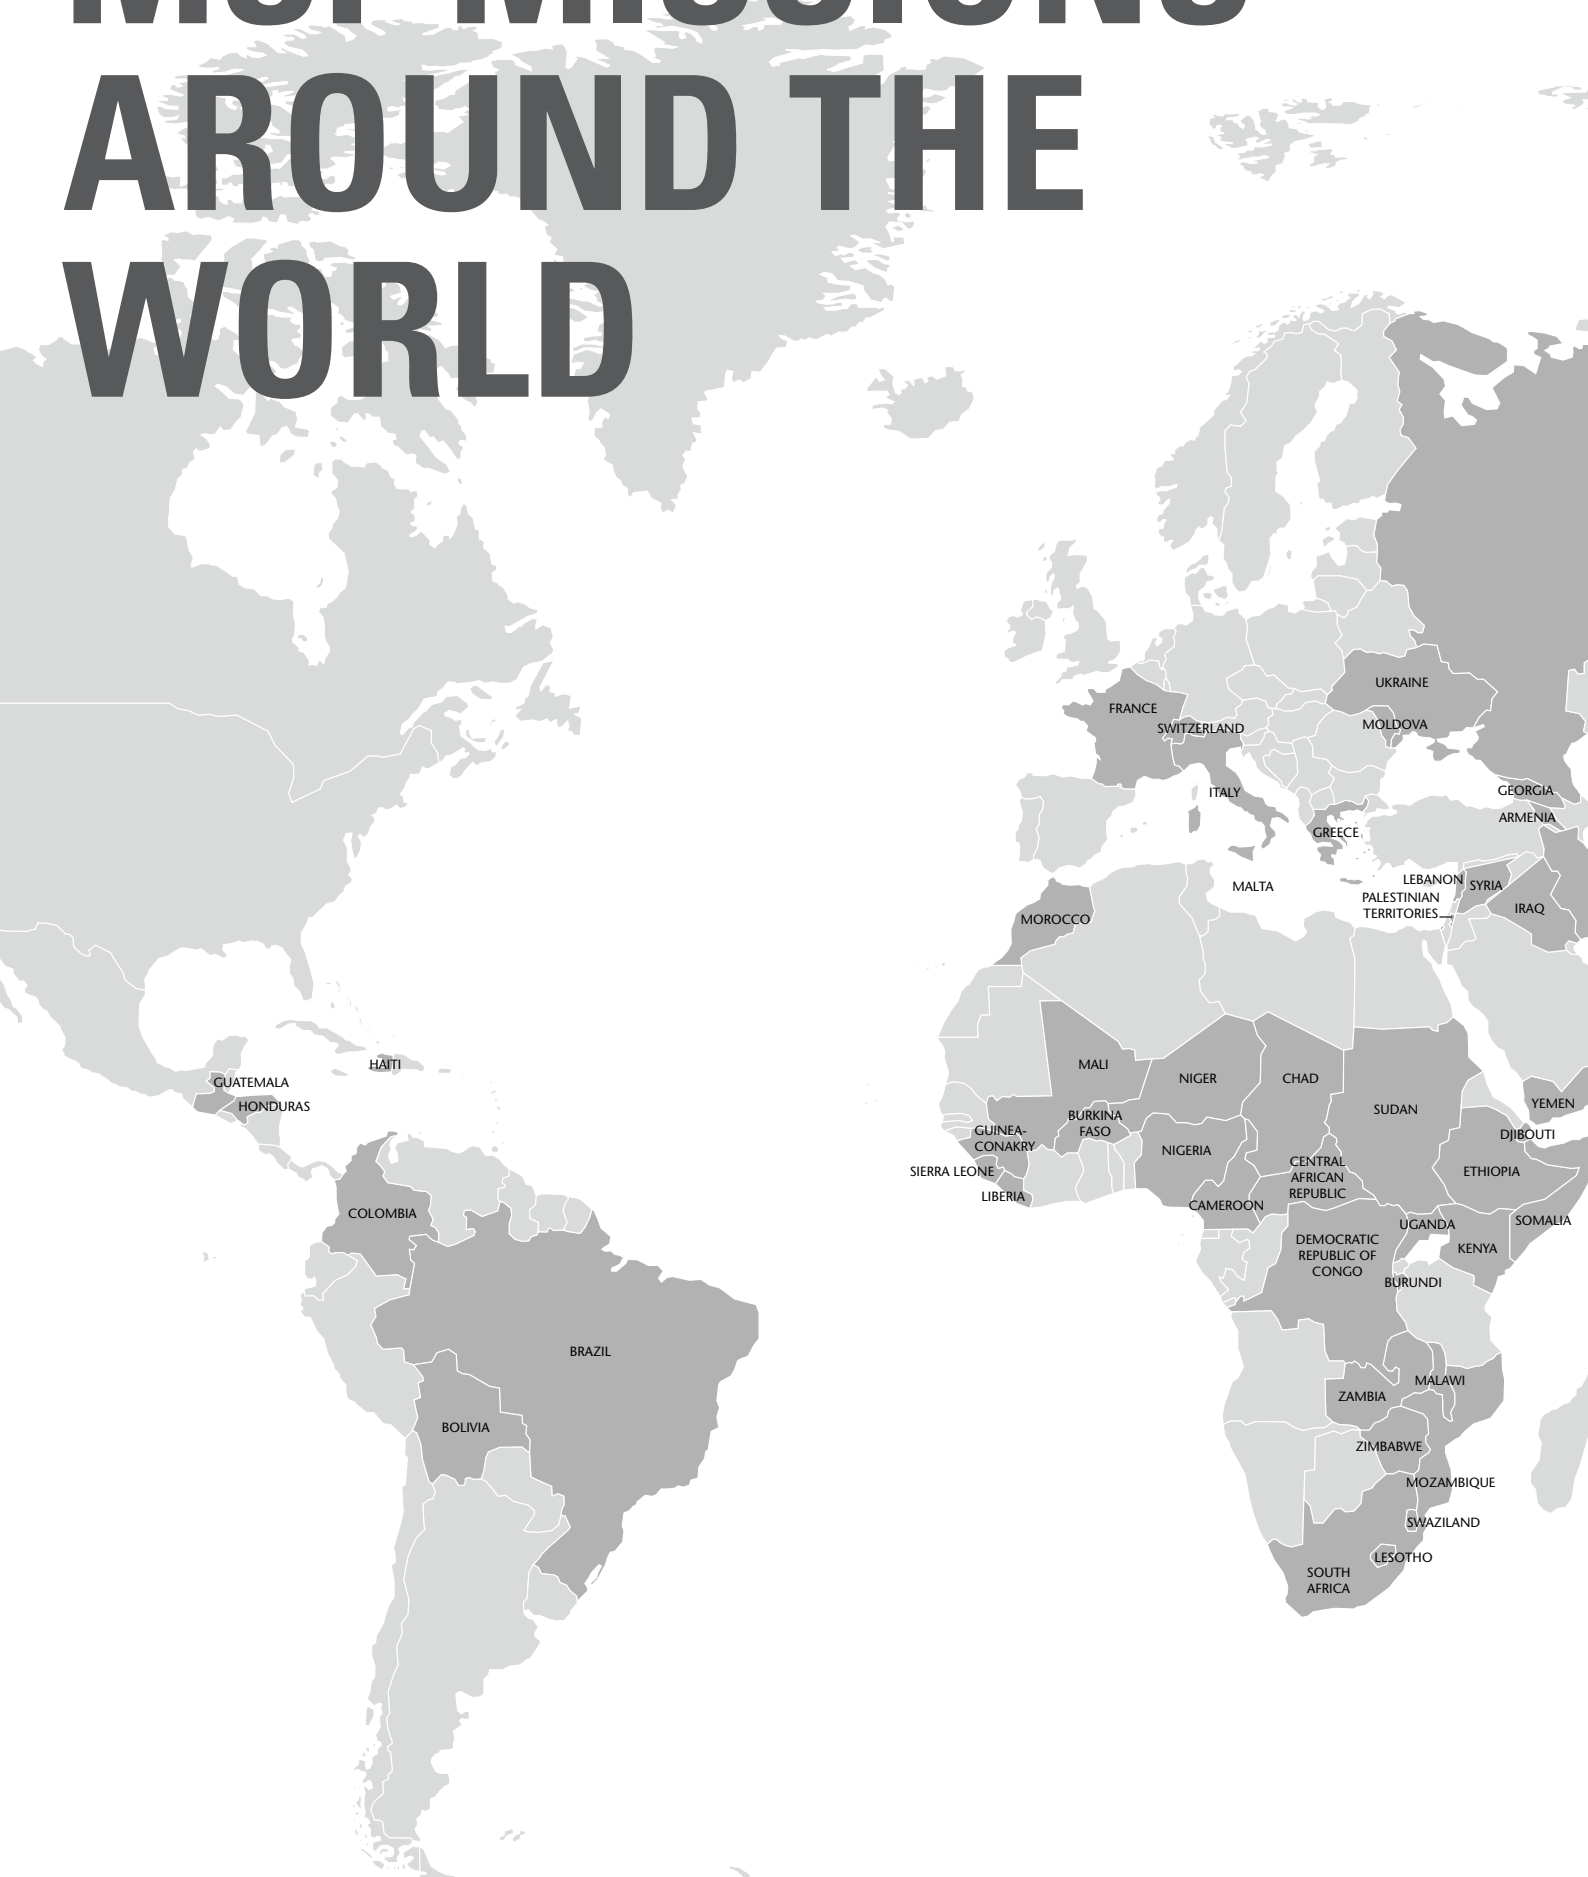 MSF MISSIONS
AROUND THE
WORLD
UKRAINE
FRANCE
SWITZERLAND
MOLDOVA
ITALY
GEORGIA
ARMENIA
GREECE
LEBANON
SYRIA
MALTA
PALESTINIAN
TERRITORIES
IRAQ
MOROCCO
HAITI
GUATEMALA
HONDURAS
MALI
NIGER
CHAD
SUDAN
YEMEN
BURKINA
FASO
GUINEA-
CONAKRY
DJIBOUTI
NIGERIA
SIERRA LEONE
CENTRAL
AFRICAN
REPUBLIC
ETHIOPIA
LIBERIA
CAMEROON
COLOMBIA
UGANDA
SOMALIA
DEMOCRATIC
REPUBLIC OF
CONGO
KENYA
BURUNDI
BRAZIL
MALAWI
ZAMBIA
BOLIVIA
ZIMBABWE
MOZAMBIQUE
SWAZILAND
LESOTHO
SOUTH
AFRICA